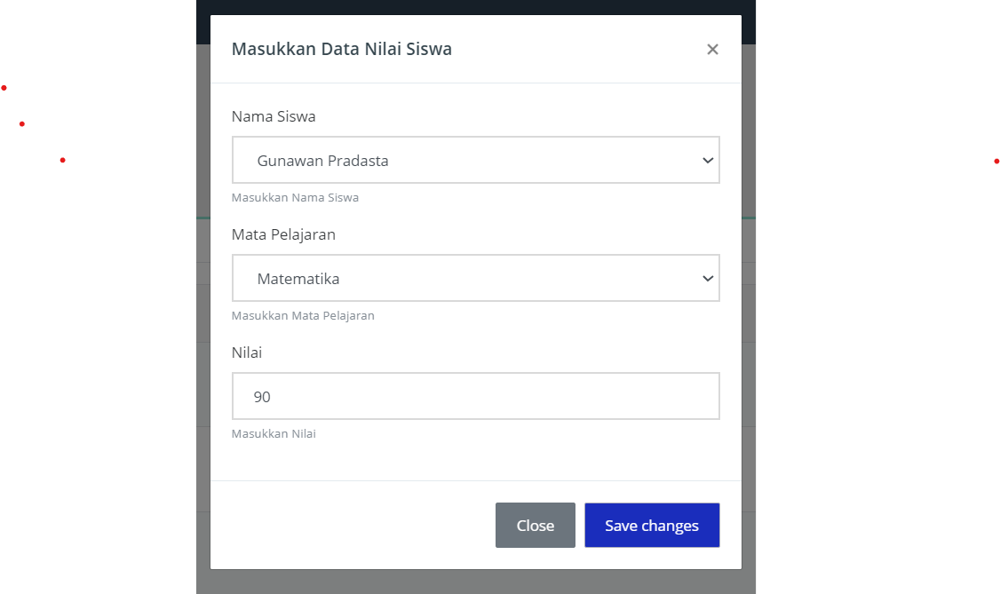 Masukkan Data Nilai Siswa
Nama Siswa
Gunawan Pradasta
Masukkan Nama Siswa
Mata Pelajaran
Matematika
Masukkan Mata Pelajaran
Nilai
90
Masukkan Nilai
Close Save changes